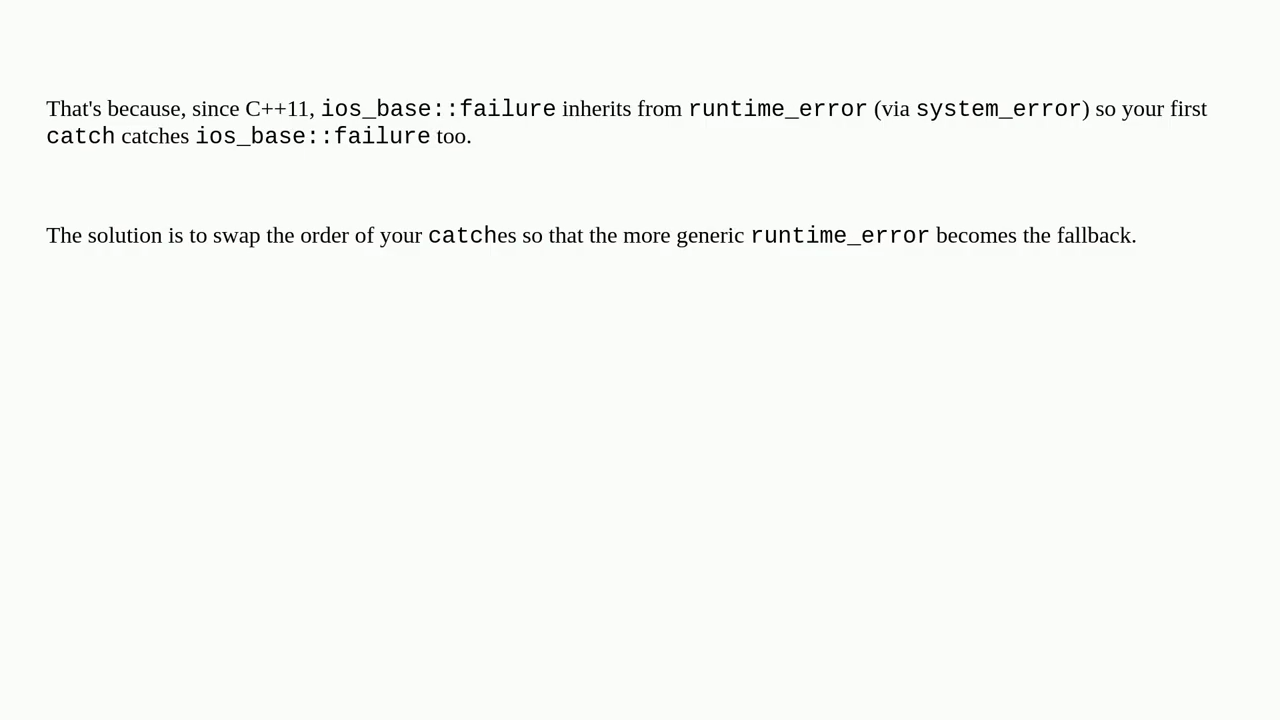 That's because, since C++11, ios_base::failure inherits from runtime_error (via system_error) so your first
catch catches ios_base::failure too.
The solution is to swap the order of your catches so that the more generic runtime_error becomes the fallback.